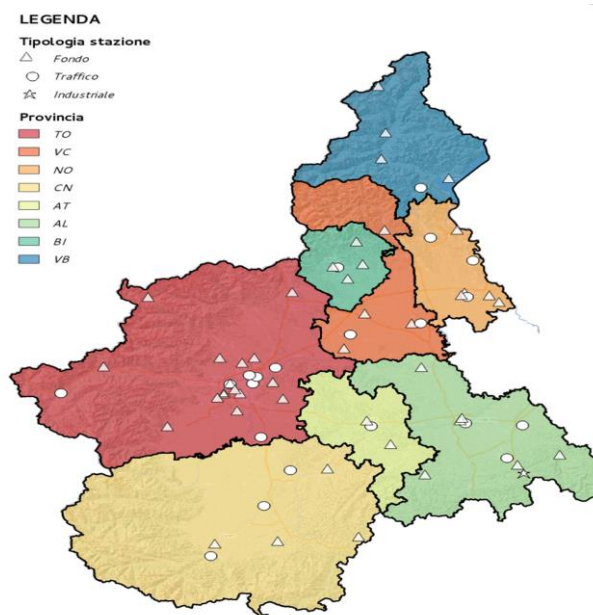 LEGENDA
Tipologia stazione
Fondo
Traffico
Industriale
Provincia
TO
VC
NO
CN
AT
AL
BI
VB